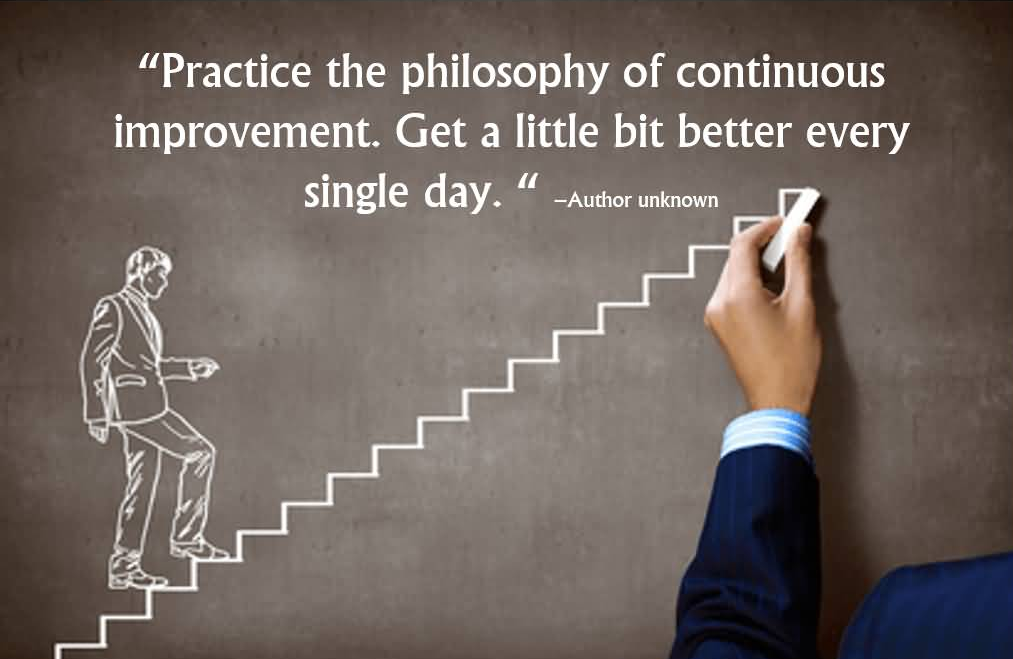 “Practice the philosophy of continuous
improvement. Get a little bit better every
single day. “ –Author unknown